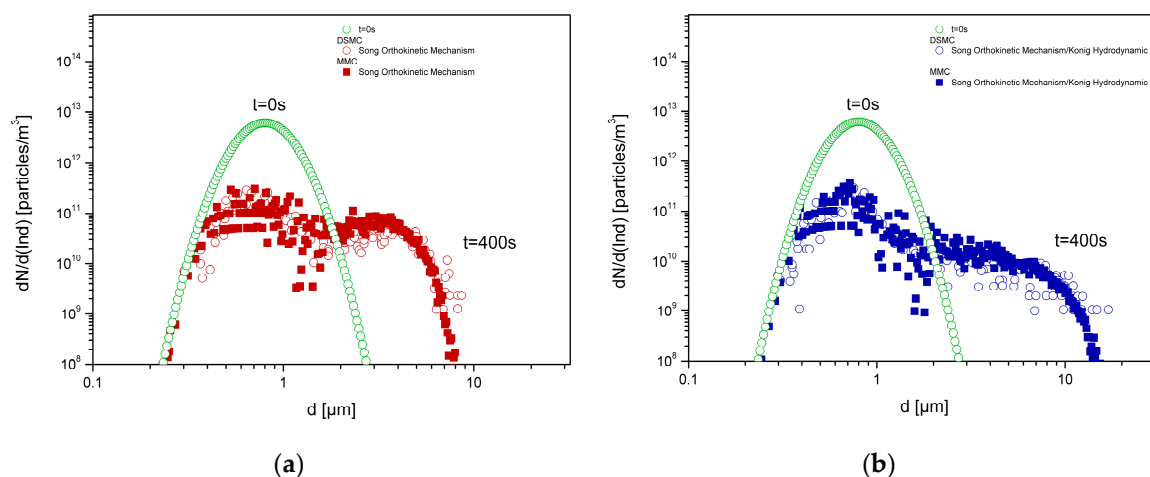 t=0s
DSMC
Song Orthokinetic Mechanism
MMC
Song Orthokinetic Mechanism
10^14
10^13
10^12
10^11
10^10
10^9
10^8
dN/d(lnd) [particles/m^3]
t=0s
t=400s
0.1
1
10
d [µm]
(a)
t=0s
DSMC
Song Orthokinetic Mechanism/Konig Hydrodynamic
MMC
Song Orthokinetic Mechanism/Konig Hydrodynamic
10^14
10^13
10^12
10^11
10^10
10^9
10^8
dN/d(lnd) [particles/m^3]
t=0s
t=400s
0.1
1
10
d [µm]
(b)